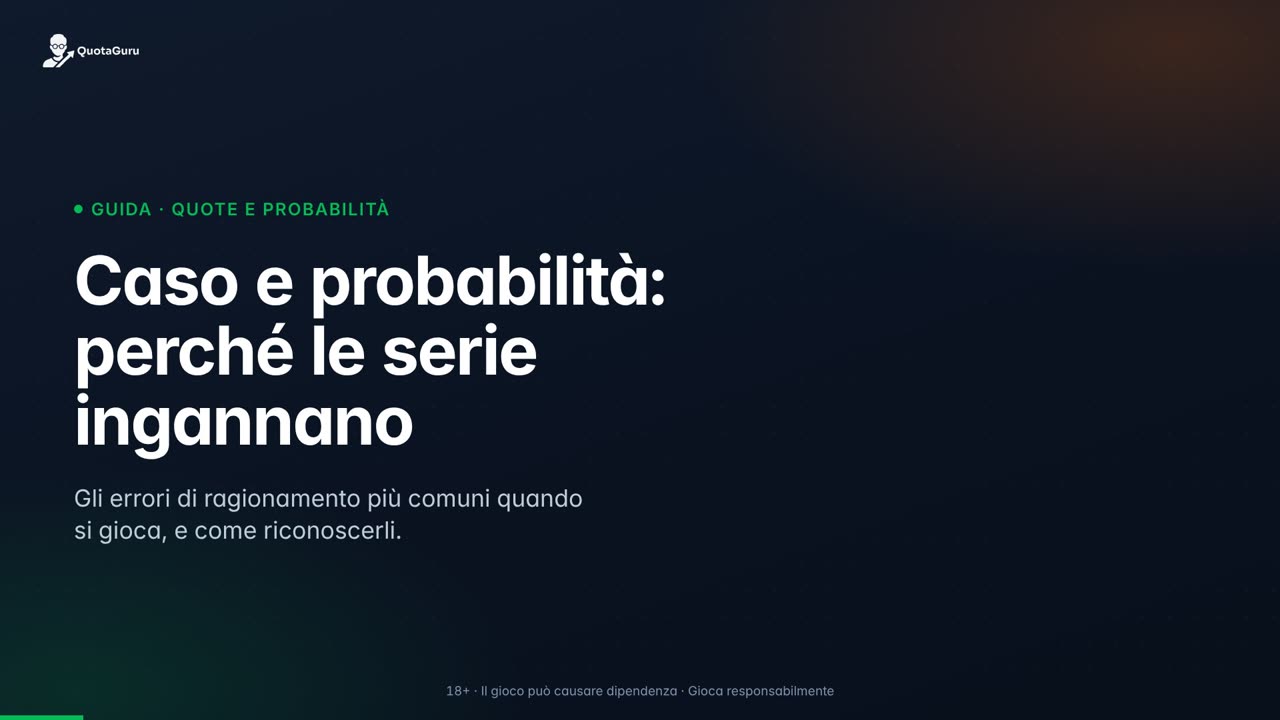 QuotaGuru
GUIDA · QUOTE E PROBABILITÀ
Caso e probabilità:
perché le serie
ingannano
Gli errori di ragionamento più comuni quando
si gioca, e come riconoscerli.
18+ · Il gioco può causare dipendenza · Gioca responsabilmente